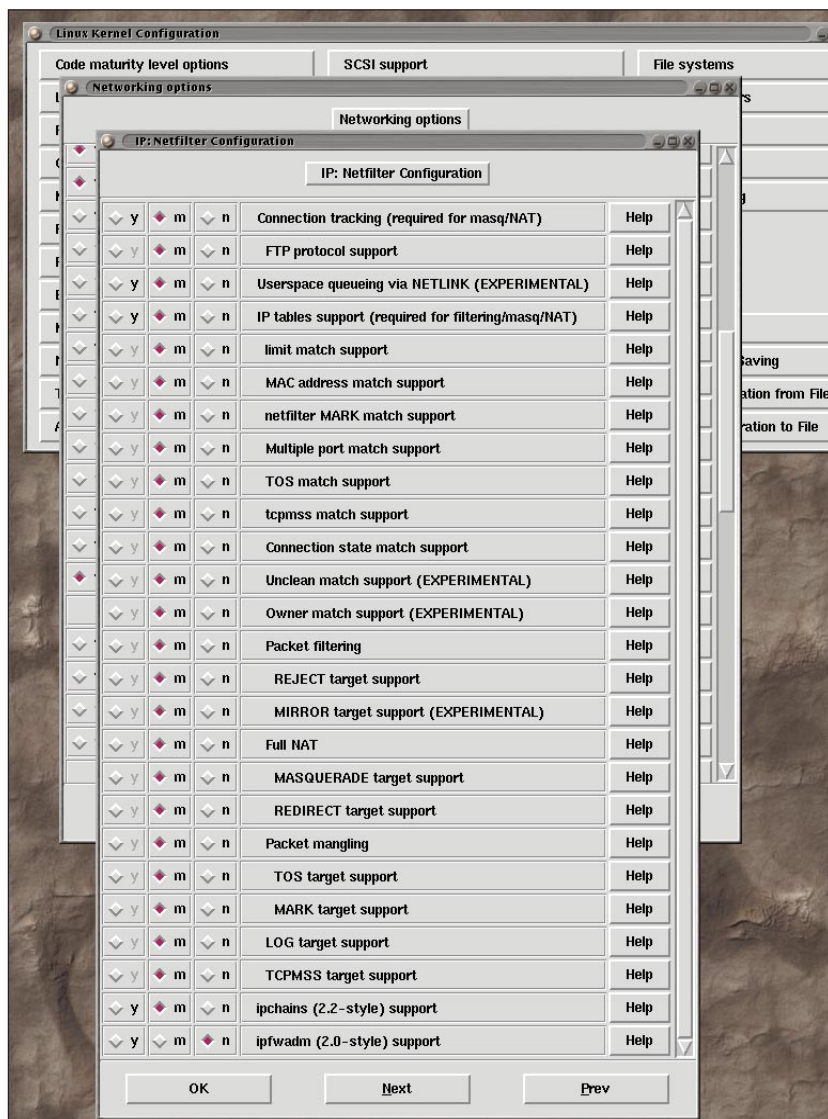 Linux Kernel Configuration
Code maturity level options SCSI support File systems
Networking options
Networking options
IP: Netfilter Configuration
IP: Netfilter Configuration
y m n Connection tracking (required for masq/NAT) Help
y m n FTP protocol support Help
y m n Userspace queueing via NETLINK (EXPERIMENTAL) Help
y m n IP tables support (required for filtering/masq/NAT) Help
y m n limit match support Help
y m n MAC address match support Help
y m n netfilter MARK match support Help
y m n Multiple port match support Help
y m n TOS match support Help
y m n tcpmss match support Help
y m n Connection state match support Help
y m n Unclean match support (EXPERIMENTAL) Help
y m n Owner match support (EXPERIMENTAL) Help
y m n Packet filtering Help
y m n REJECT target support Help
y m n MIRROR target support (EXPERIMENTAL) Help
y m n Full NAT Help
y m n MASQUERADE target support Help
y m n REDIRECT target support Help
y m n Packet mangling Help
y m n TOS target support Help
y m n MARK target support Help
y m n LOG target support Help
y m n TCPMSS target support Help
y m n ipchains (2.2-style) support Help
y m n ipfwadm (2.0-style) support Help
OK Next Prev
Saving
ation from File
ration to File